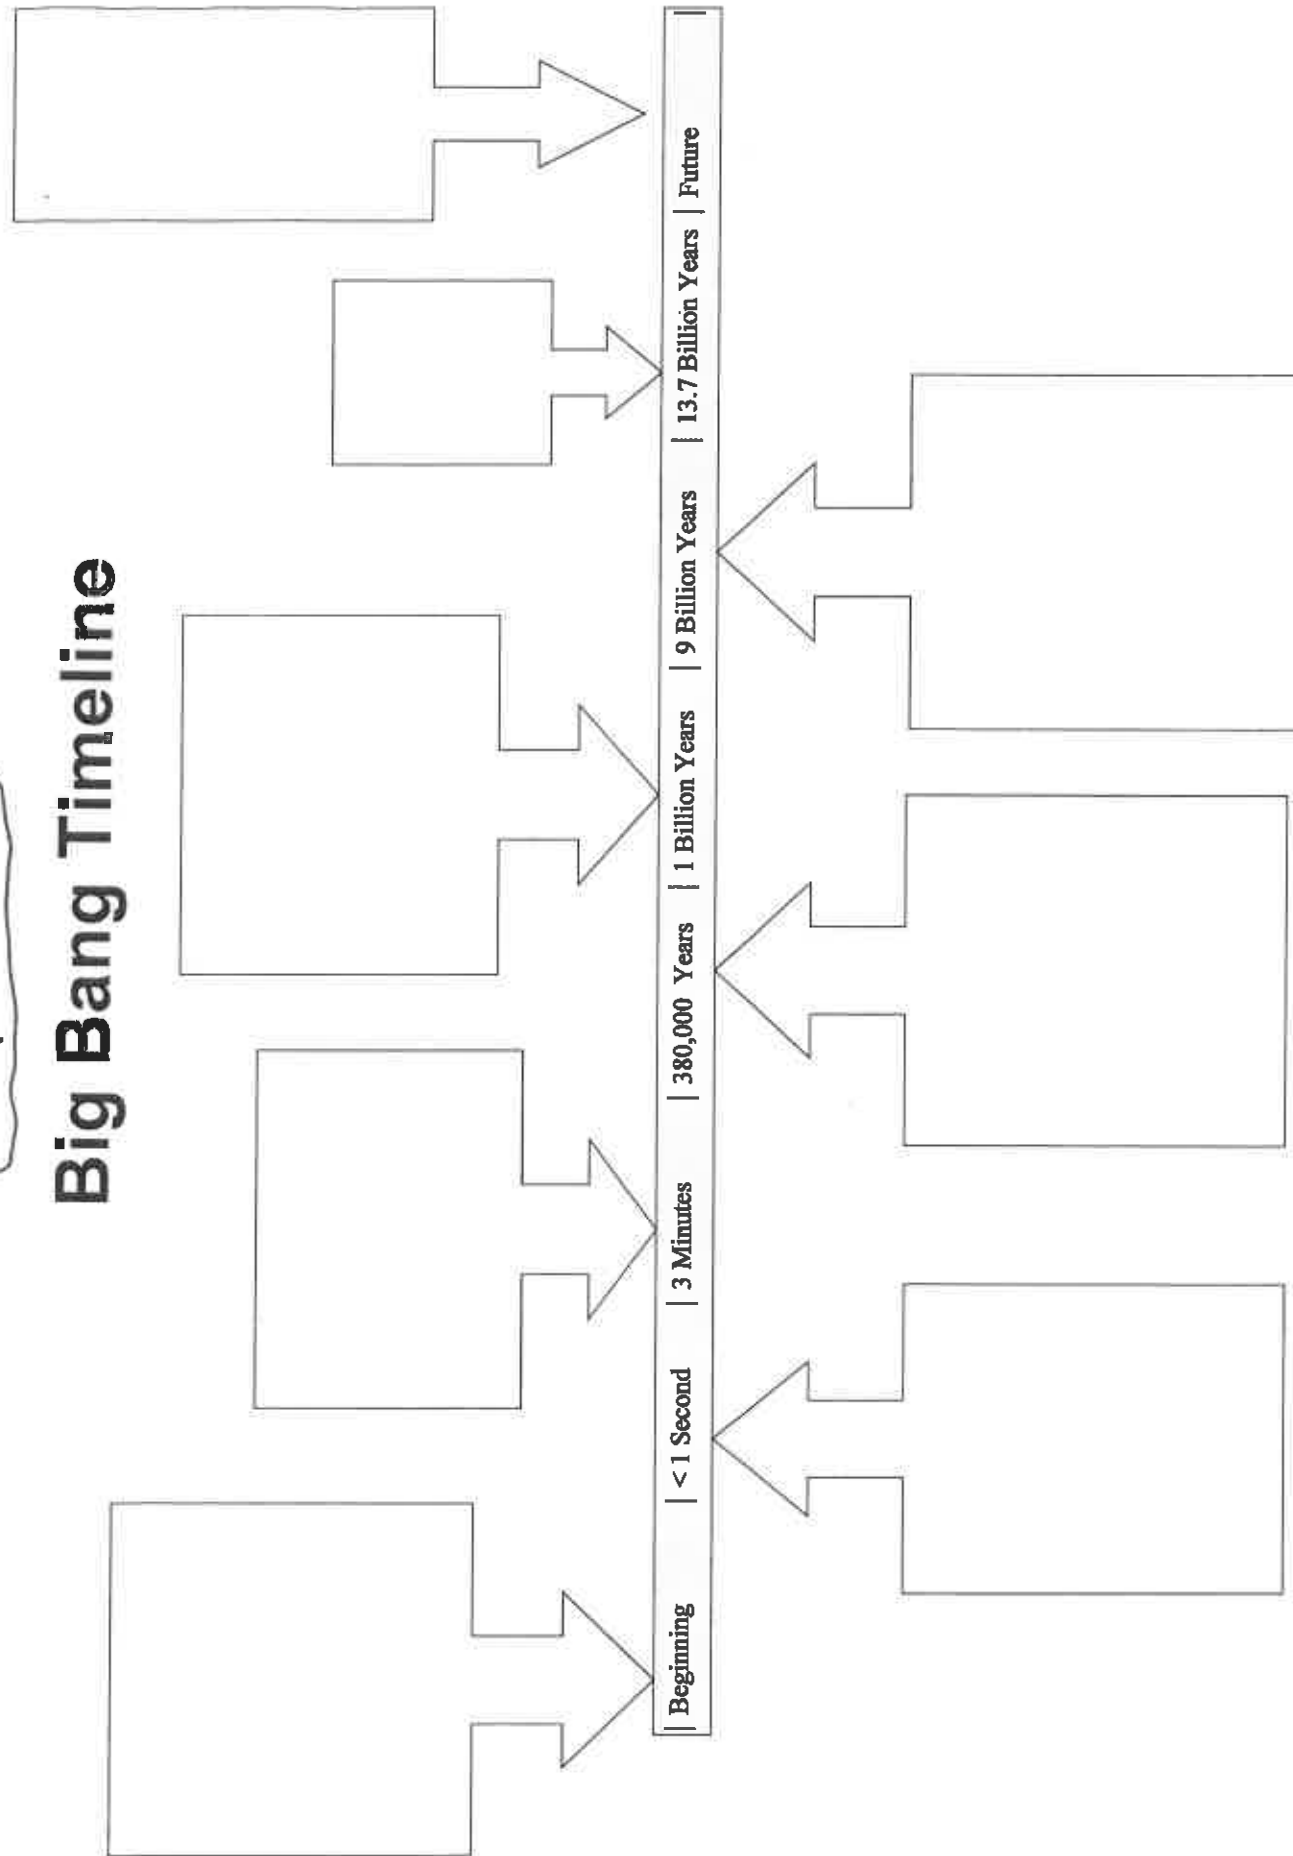 Big Bang Timeline
| Beginning | < 1 Second | 3 Minutes | 380,000 Years | 1 Billion Years | 9 Billion Years | 13.7 Billion Years | Future |